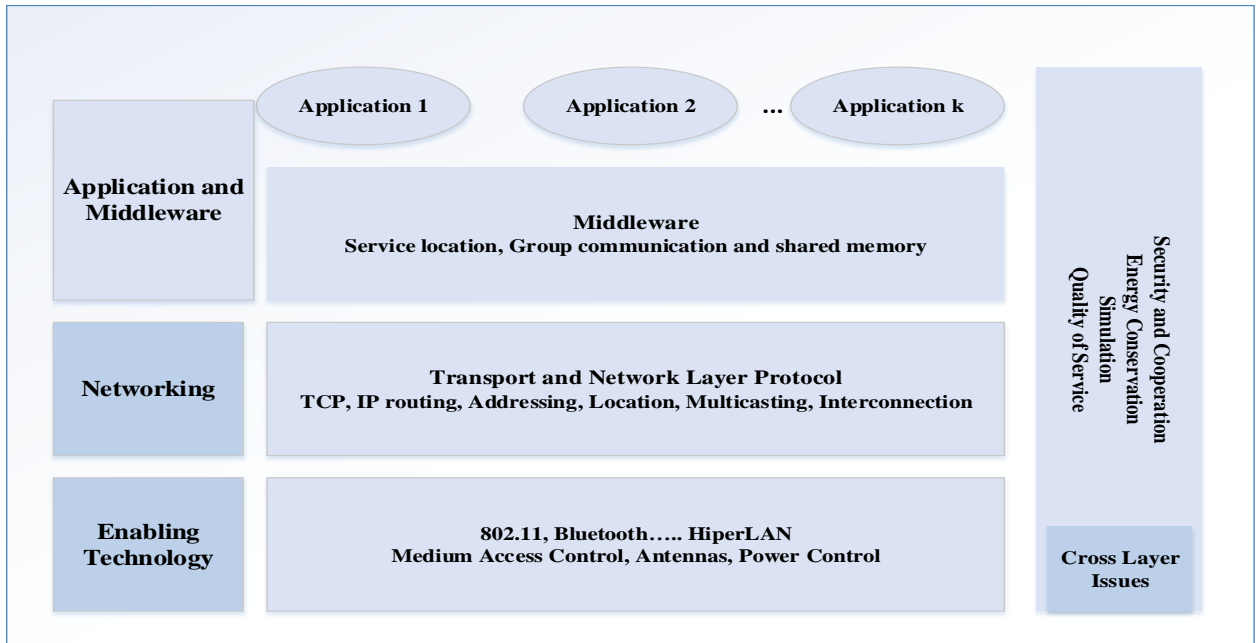 Application 1
Application 2
...
Application k
Application and
Middleware
Middleware
Service location, Group communication and shared memory
Networking
Transport and Network Layer Protocol
TCP, IP routing, Addressing, Location, Multicasting, Interconnection
Enabling
Technology
802.11, Bluetooth….. HiperLAN
Medium Access Control, Antennas, Power Control
Security and Cooperation
Energy Conservation
Simulation
Quality of Service
Cross Layer
Issues